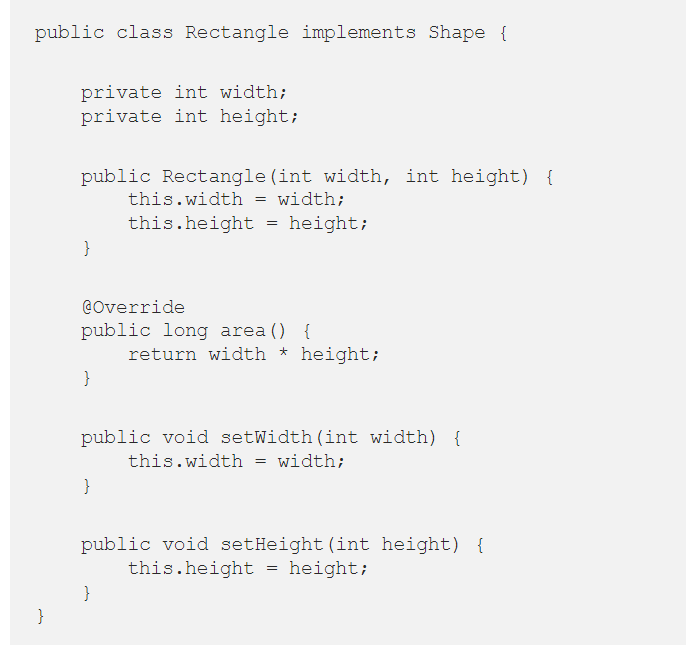 public class Rectangle implements Shape {
    private int width;
    private int height;
    public Rectangle(int width, int height) {
        this.width = width;
        this.height = height;
    }
    @Override
    public long area() {
        return width * height;
    }
    public void setWidth(int width) {
        this.width = width;
    }
    public void setHeight(int height) {
        this.height = height;
    }
}